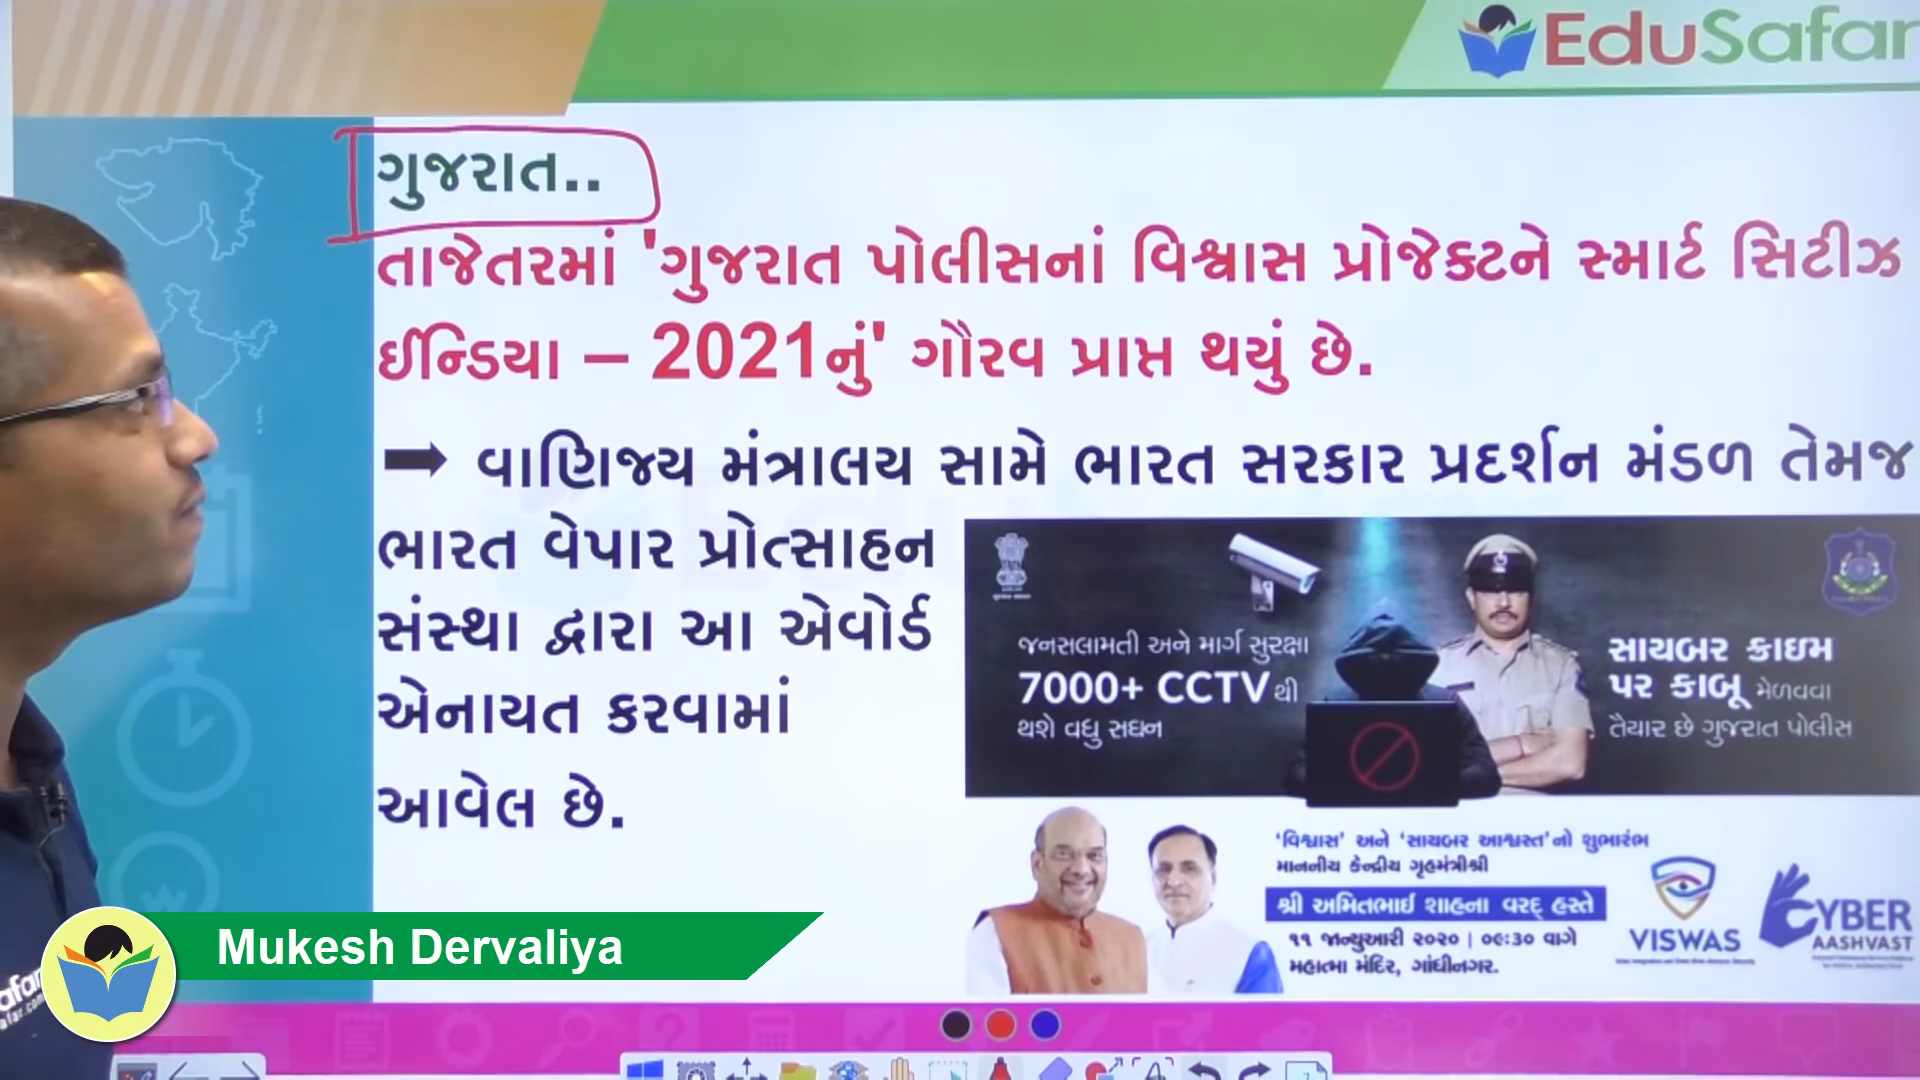 EduSafar
ગુજરાત..
તાજેતરમાં 'ગુજરાત પોલીસનાં વિશ્વાસ પ્રોજેક્ટને સ્માર્ટ સિટીઝ
ઈન્ડિયા – 2021નું' ગૌરવ પ્રાપ્ત થયું છે.
➡ વાણિજ્ય મંત્રાલય સામે ભારત સરકાર પ્રદર્શન મંડળ તેમજ
ભારત વેપાર પ્રોત્સાહન
સંસ્થા દ્વારા આ એવોર્ડ
એનાયત કરવામાં
આવેલ છે.
જનસલામતી અને માર્ગ સુરક્ષા
7000+ CCTV થી
થશે વધુ સઘન
સાયબર ક્રાઇમ
પર કાબૂ મેળવવા
તૈયાર છે ગુજરાત પોલીસ
'વિશ્વાસ' અને 'સાયબર આશ્વસ્ત'નો શુભારંભ
માનનીય કેન્દ્રીય ગૃહમંત્રીશ્રી
શ્રી અમિતભાઈ શાહના વરદ્ હસ્તે
૧૧ જાન્યુઆરી ૨૦૨૦ | ૦૯:૩૦ વાગે
મહાત્મા મંદિર, ગાંધીનગર.
VISWAS
CYBER
AASHVAST
Mukesh Dervaliya